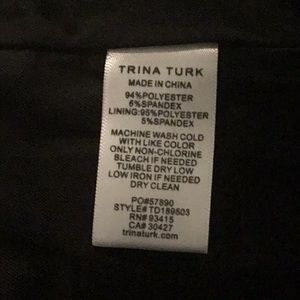 TRINA TURK
MADE IN CHINA
94%POLYESTER
6%SPANDEX
LINING:95%POLYESTER
5%SPANDEX
MACHINE WASH COLD
WITH LIKE COLOR
ONLY NON-CHLORINE
BLEACH IF NEEDED
TUMBLE DRY LOW
LOW IRON IF NEEDED
DRY CLEAN
PO#57890
STYLE# TD189503
RN# 93415
CA# 30427
trinaturk.com